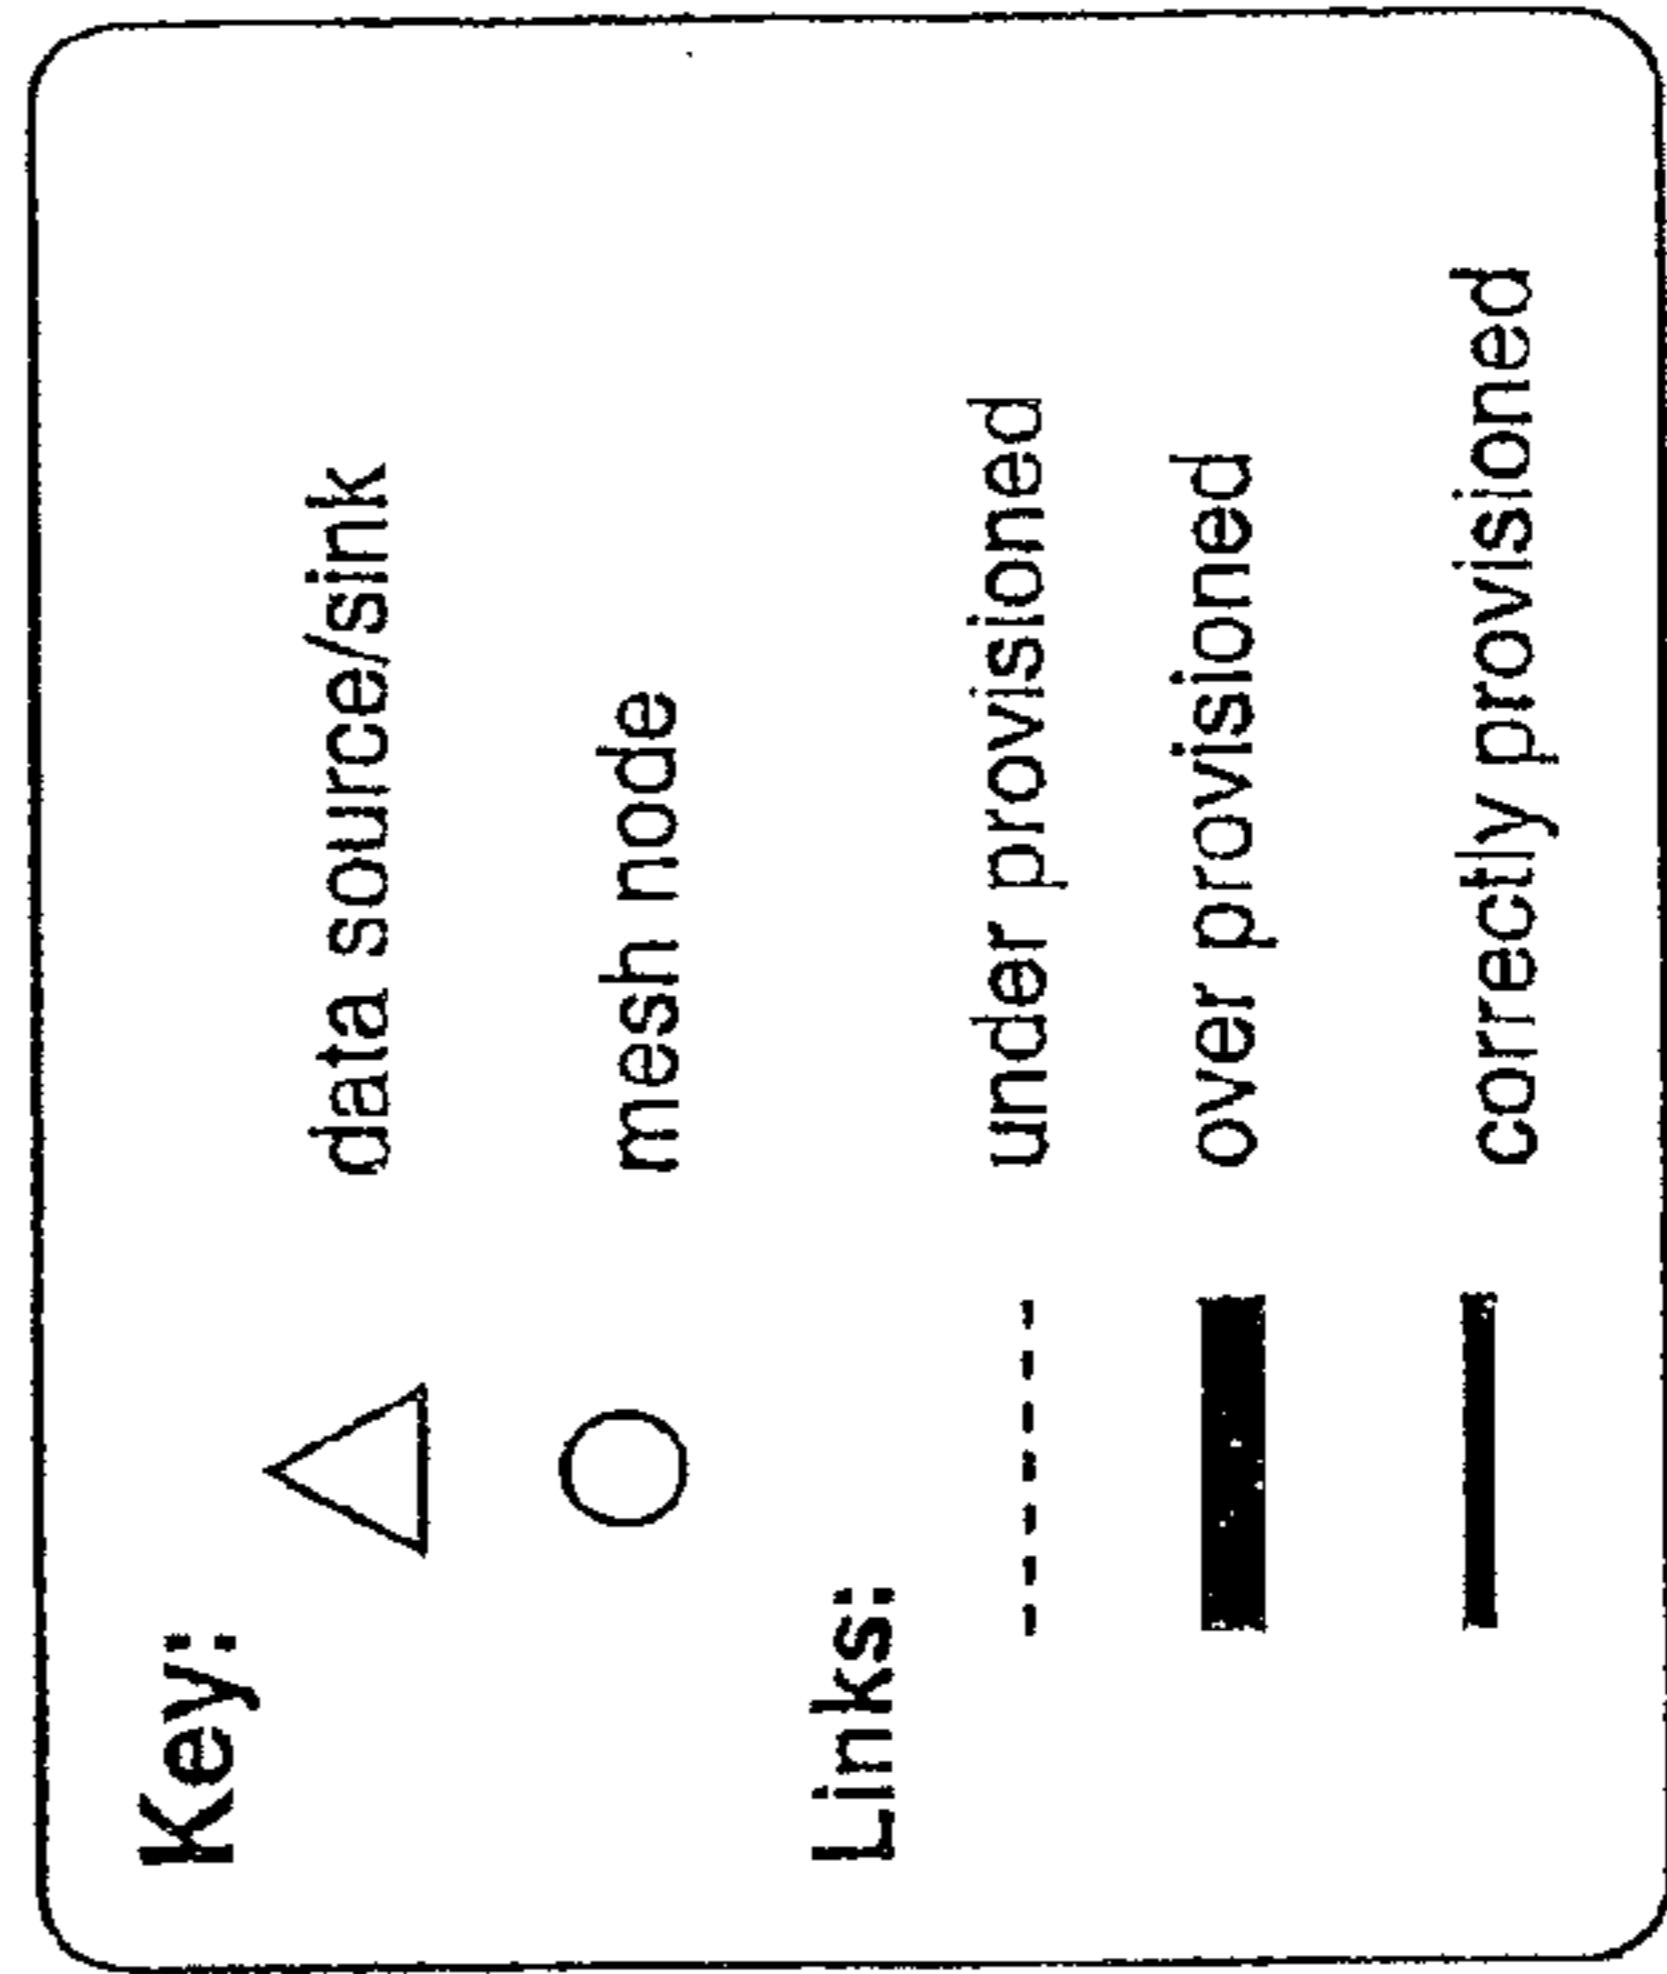 Key:
data source/sink
mesh node
Links:
under provisioned
over provisioned
correctly provisioned